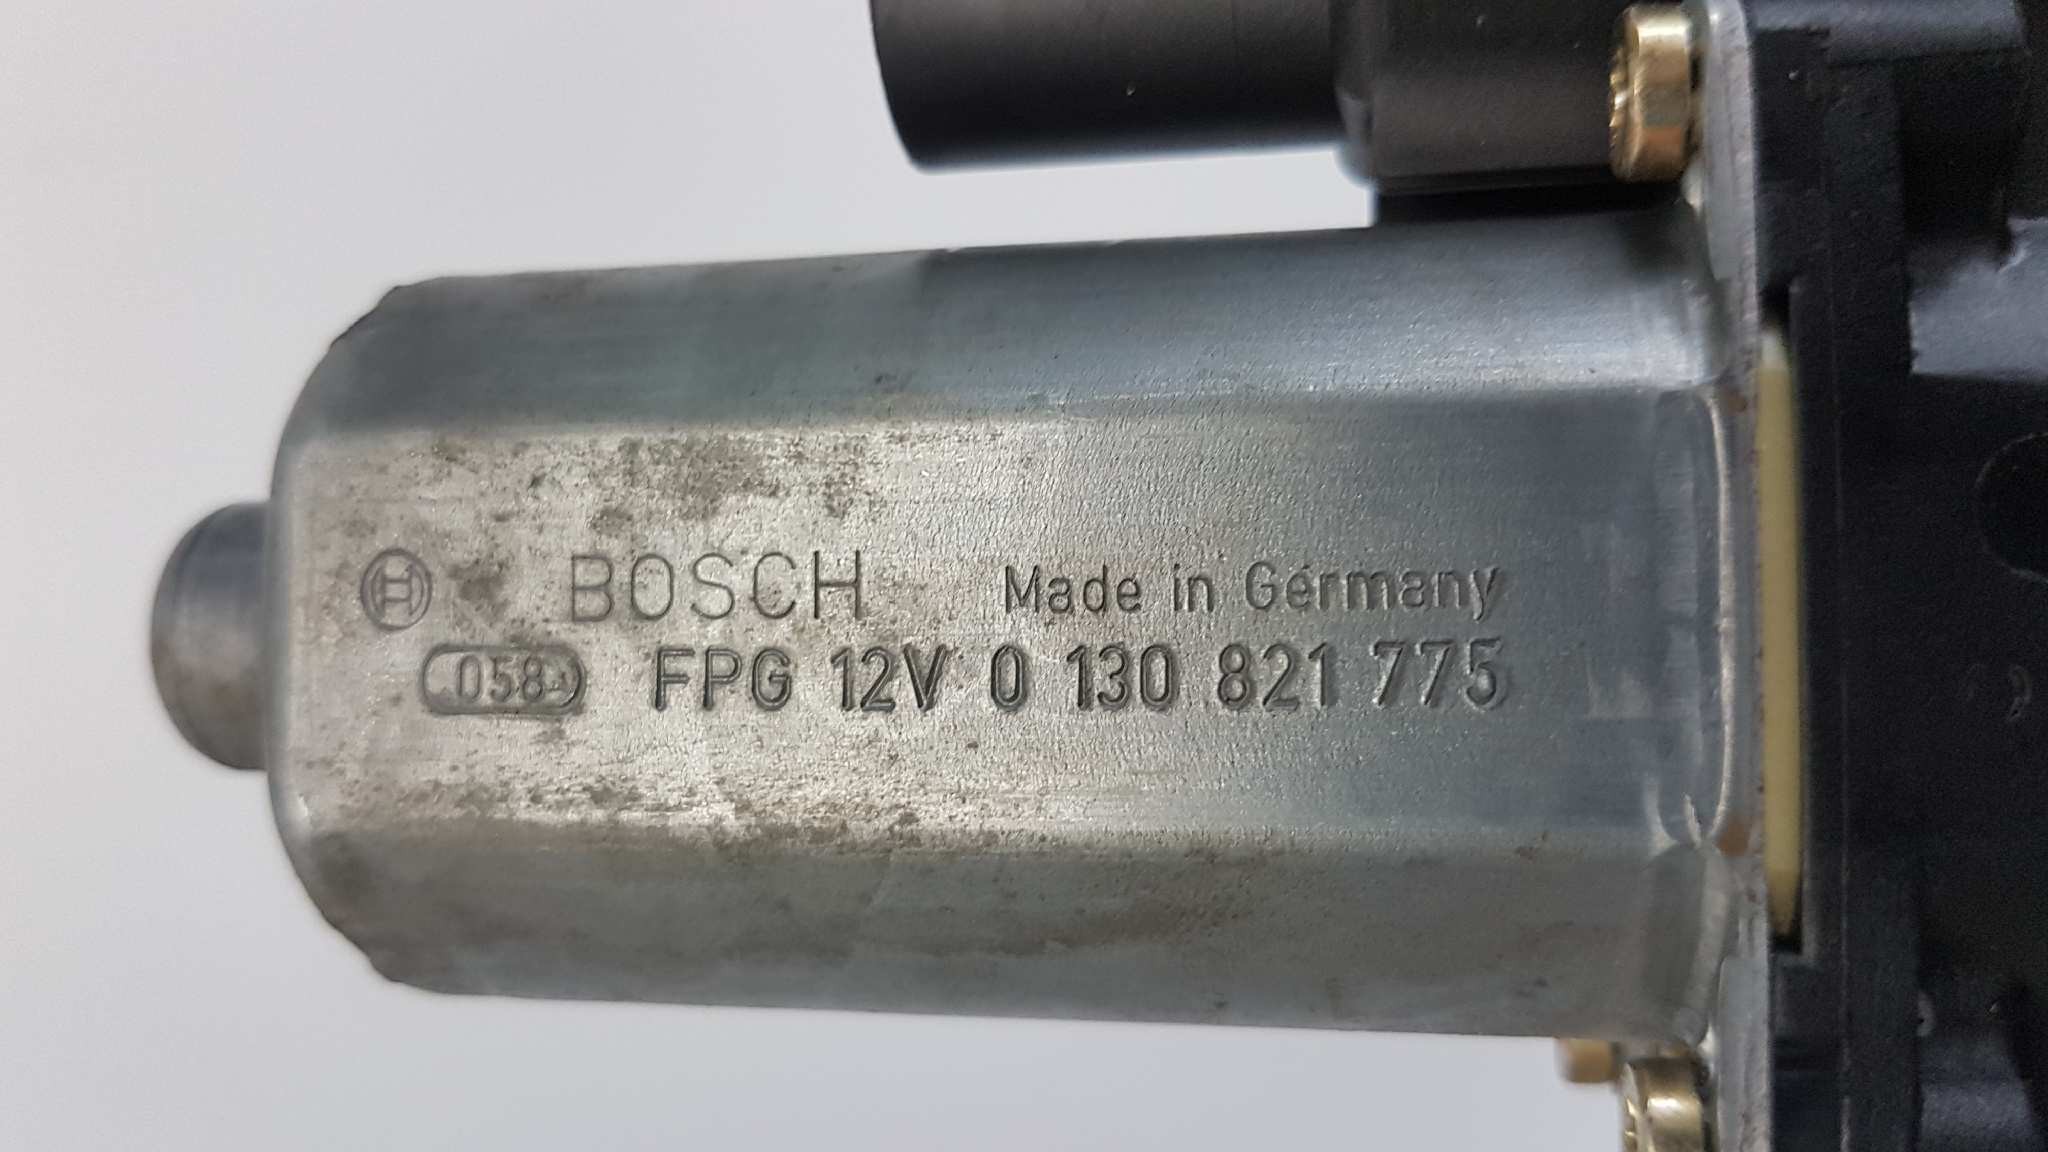 BOSCH Made in Germany
058 FPG 12V 0 130 821 775